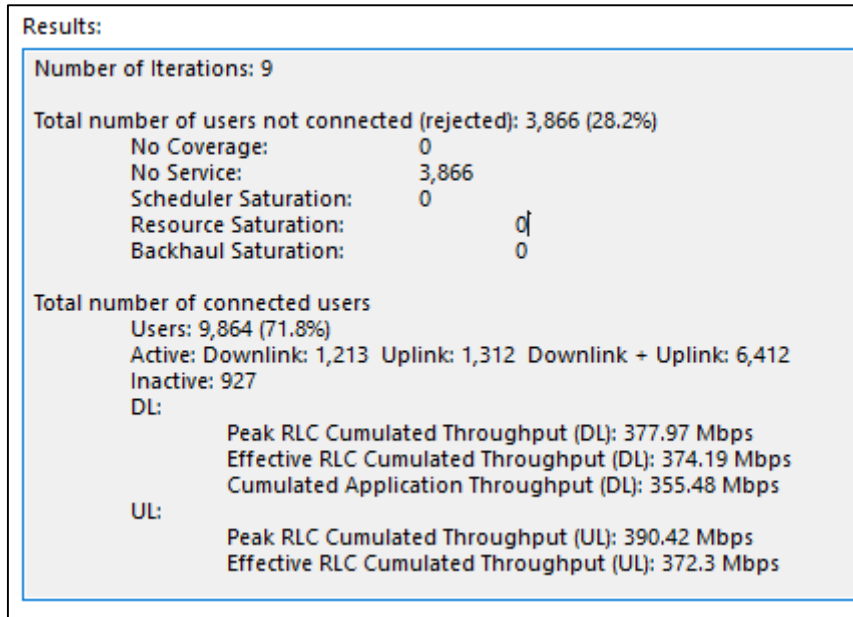 Results:
Number of Iterations: 9
Total number of users not connected (rejected): 3,866 (28.2%)
No Coverage: 0
No Service: 3,866
Scheduler Saturation: 0
Resource Saturation: 0
Backhaul Saturation: 0
Total number of connected users
Users: 9,864 (71.8%)
Active: Downlink: 1,213 Uplink: 1,312 Downlink + Uplink: 6,412
Inactive: 927
DL:
Peak RLC Cumulated Throughput (DL): 377.97 Mbps
Effective RLC Cumulated Throughput (DL): 374.19 Mbps
Cumulated Application Throughput (DL): 355.48 Mbps
UL:
Peak RLC Cumulated Throughput (UL): 390.42 Mbps
Effective RLC Cumulated Throughput (UL): 372.3 Mbps